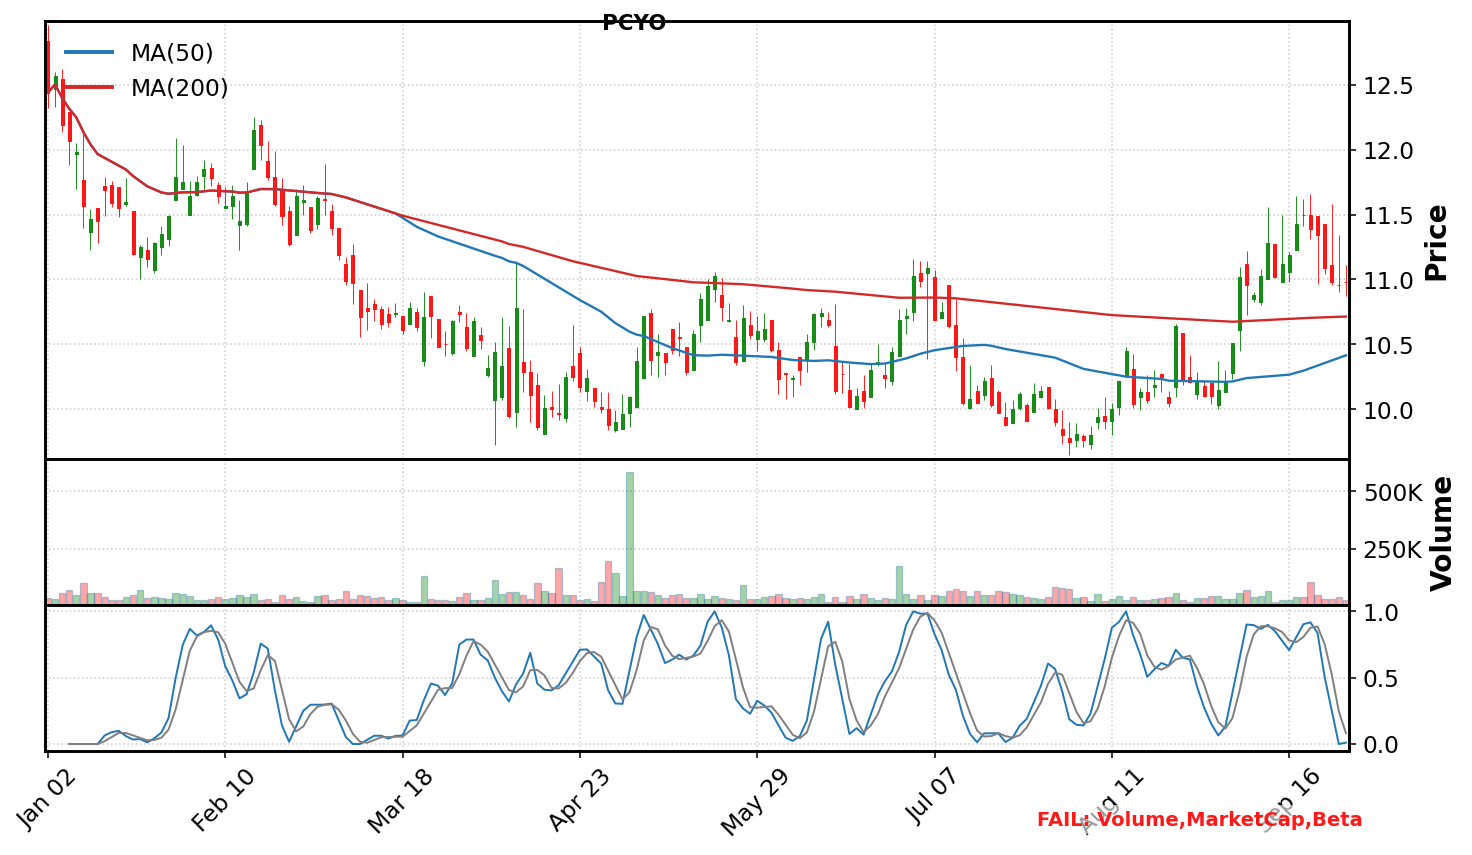 PCYO
MA(50)
MA(200)
12.5
12.0
11.5
11.0
10.5
10.0
Price
500K
250K
Volume
1.0
0.5
0.0
Jan 02
Feb 10
Mar 18
Apr 23
May 29
Jul 07
Aug 11
Sep 16
FAIL: Volume,MarketCap,Beta